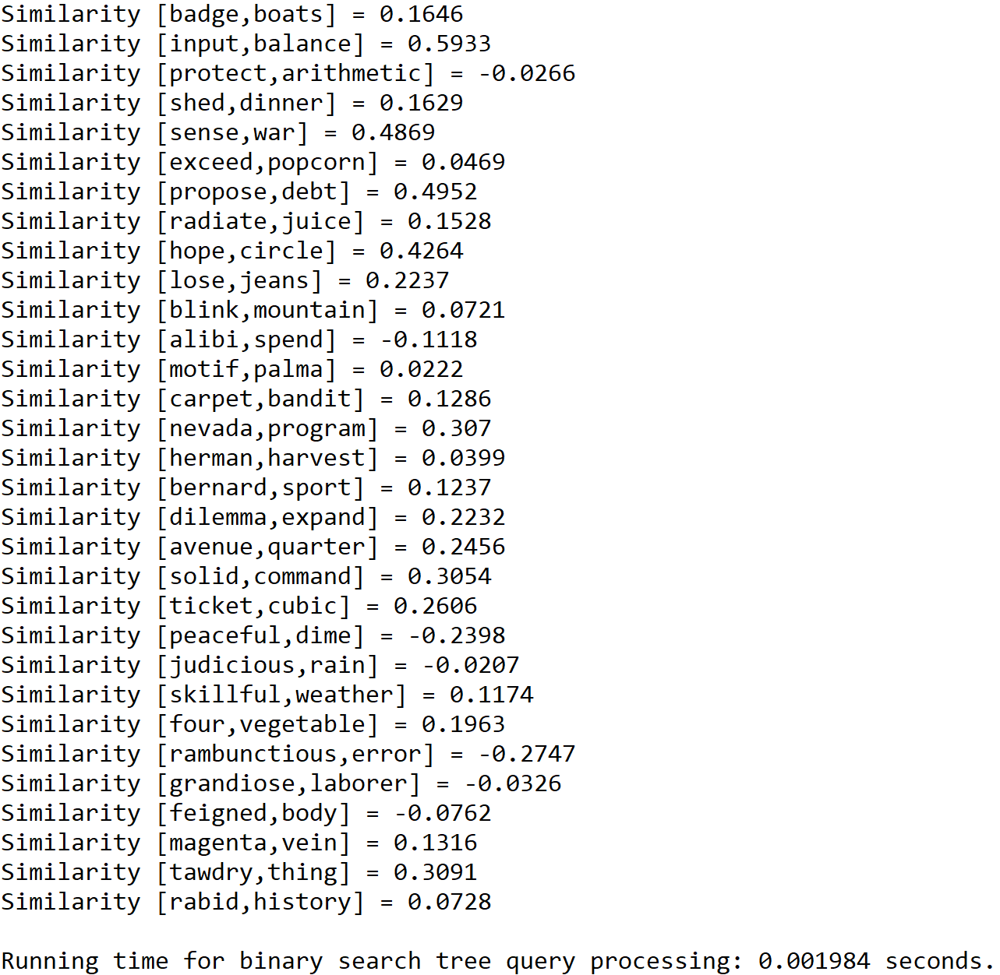 Similarity [badge,boats] = 0.1646
Similarity [input,balance] = 0.5933
Similarity [protect,arithmetic] = -0.0266
Similarity [shed,dinner] = 0.1629
Similarity [sense,war] = 0.4869
Similarity [exceed,popcorn] = 0.0469
Similarity [propose,debt] = 0.4952
Similarity [radiate,juice] = 0.1528
Similarity [hope,circle] = 0.4264
Similarity [lose,jeans] = 0.2237
Similarity [blink,mountain] = 0.0721
Similarity [alibi,spend] = -0.1118
Similarity [motif,palma] = 0.0222
Similarity [carpet,bandit] = 0.1286
Similarity [nevada,program] = 0.307
Similarity [herman,harvest] = 0.0399
Similarity [bernard,sport] = 0.1237
Similarity [dilemma,expand] = 0.2232
Similarity [avenue,quarter] = 0.2456
Similarity [solid,command] = 0.3054
Similarity [ticket,cubic] = 0.2606
Similarity [peaceful,dime] = -0.2398
Similarity [judicious,rain] = -0.0207
Similarity [skillful,weather] = 0.1174
Similarity [four,vegetable] = 0.1963
Similarity [rambunctious,error] = -0.2747
Similarity [grandiose,laborer] = -0.0326
Similarity [feigned,body] = -0.0762
Similarity [magenta,vein] = 0.1316
Similarity [tawdry,thing] = 0.3091
Similarity [rabid,history] = 0.0728
Running time for binary search tree query processing: 0.001984 seconds.